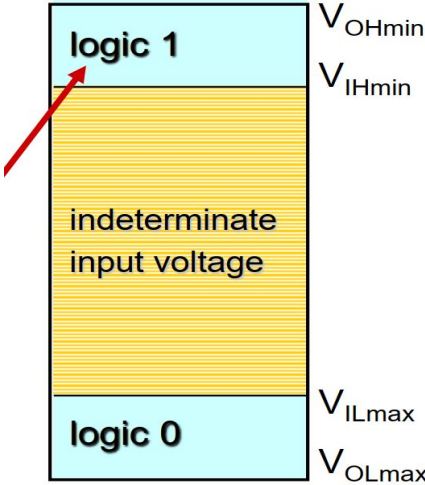 V_OHmin
logic 1
V_IHmin
indeterminate
input voltage
V_ILmax
logic 0
V_OLmax